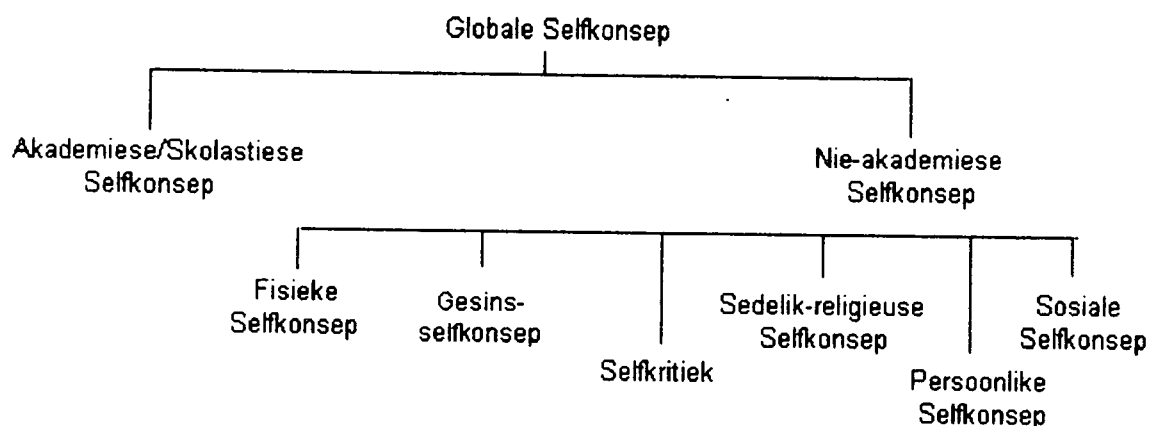 Globale Selfkonsep
Akademiese/Skolastiese
Selfkonsep
Nie-akademiese
Selfkonsep
Fisieke
Selfkonsep
Gesins-
selfkonsep
Selfkritiek
Sedelik-religieuse
Selfkonsep
Persoonlike
Selfkonsep
Sosiale
Selfkonsep